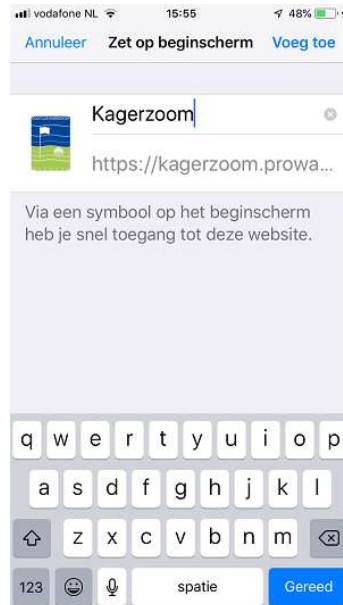 vodafone NL 15:55 48%
Annuleer Zet op beginscherm Voeg toe
Kagerzoom
https://kagerzoom.prowa...
Via een symbool op het beginscherm
heb je snel toegang tot deze website.
q w e r t y u i o p
a s d f g h j k l
z x c v b n m
123 spatie Gereed